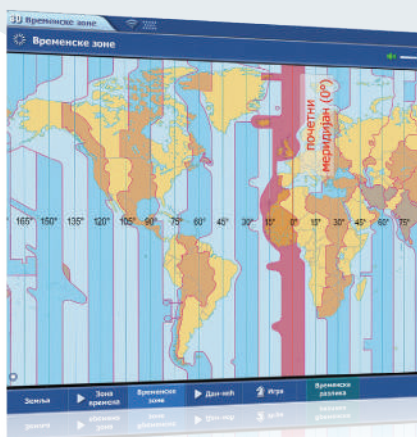 3D Временске зоне
Временске зоне
почетни
меридијан (0°)
165° 150° 135° 120° 105° 90° 75° 60° 45° 30° 15° 0° 15° 30° 45° 60° 75°
Земља
Зона
времена
Временске
зоне
Дан-ноћ
Игра
Временска
разлика